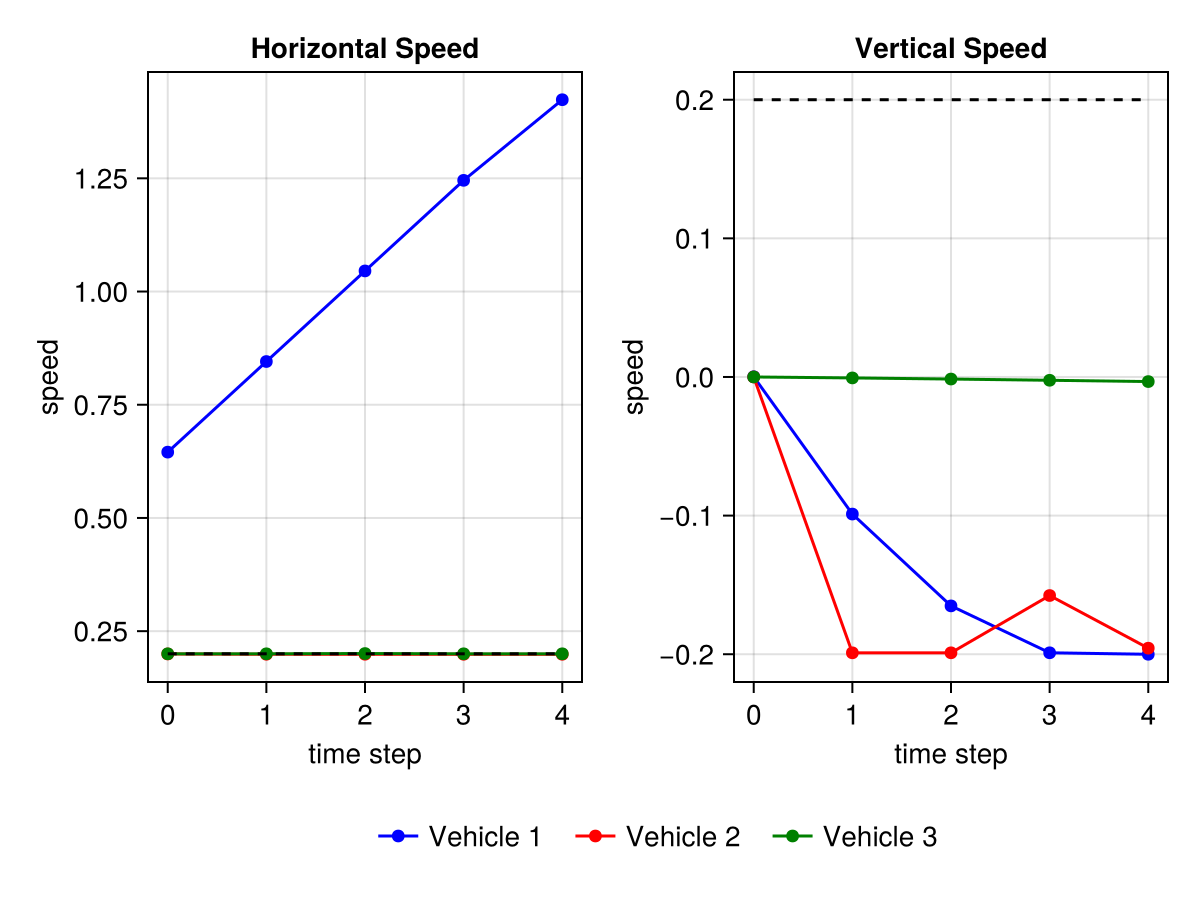 Horizontal Speed
1.25
1.00
0.75
0.50
0.25
speed
0 1 2 3 4
time step
Vertical Speed
0.2
0.1
0.0
−0.1
−0.2
speed
0 1 2 3 4
time step
Vehicle 1 Vehicle 2 Vehicle 3